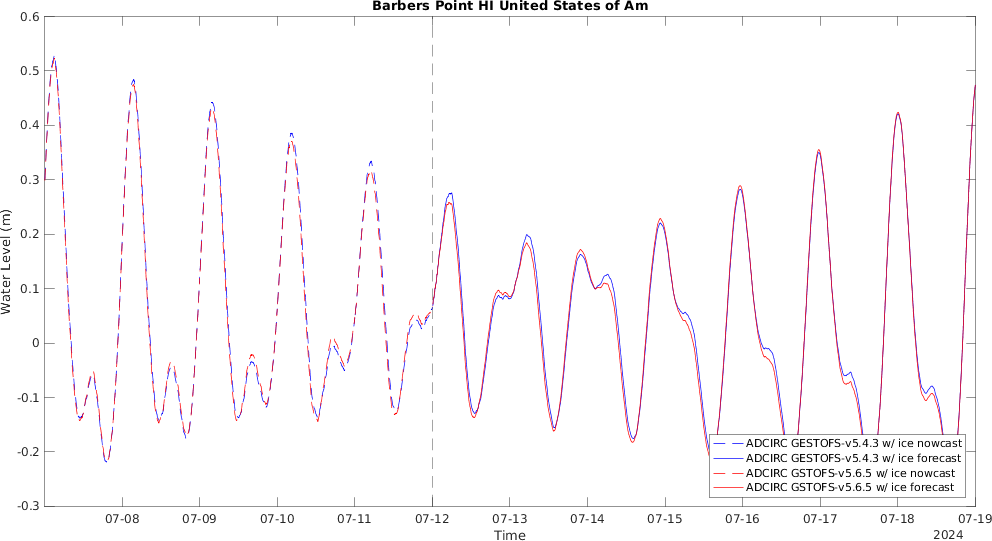 Barbers Point HI United States of Am
0.6
0.5
0.4
0.3
0.2
0.1
0
-0.1
-0.2
-0.3
Water Level (m)
ADCIRC GESTOFS-v5.4.3 w/ ice nowcast
ADCIRC GESTOFS-v5.4.3 w/ ice forecast
ADCIRC GSTOFS-v5.6.5 w/ ice nowcast
ADCIRC GSTOFS-v5.6.5 w/ ice forecast
07-08 07-09 07-10 07-11 07-12 07-13 07-14 07-15 07-16 07-17 07-18 07-19
Time
2024